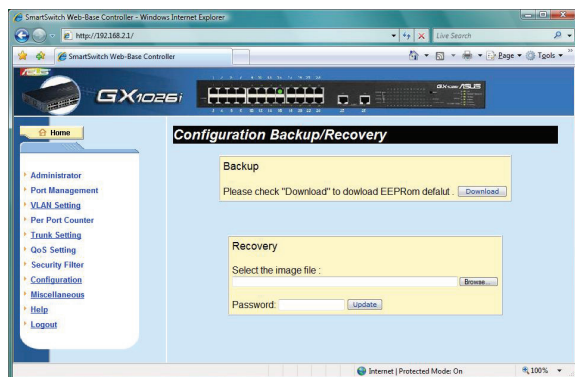 SmartSwitch Web-Base Controller - Windows Internet Explorer
http://192.168.2.1/
Live Search
SmartSwitch Web-Base Controller
Page
Tools
ASUS
GX1026i
ASUS
Home
Configuration Backup/Recovery
Administrator
Port Management
VLAN Setting
Per Port Counter
Trunk Setting
QoS Setting
Security Filter
Configuration
Miscellaneous
Help
Logout
Backup
Please check "Download" to dowload EEPRom defalut .
Download
Recovery
Select the image file :
Browse...
Password:
Update
Internet | Protected Mode: On
100%